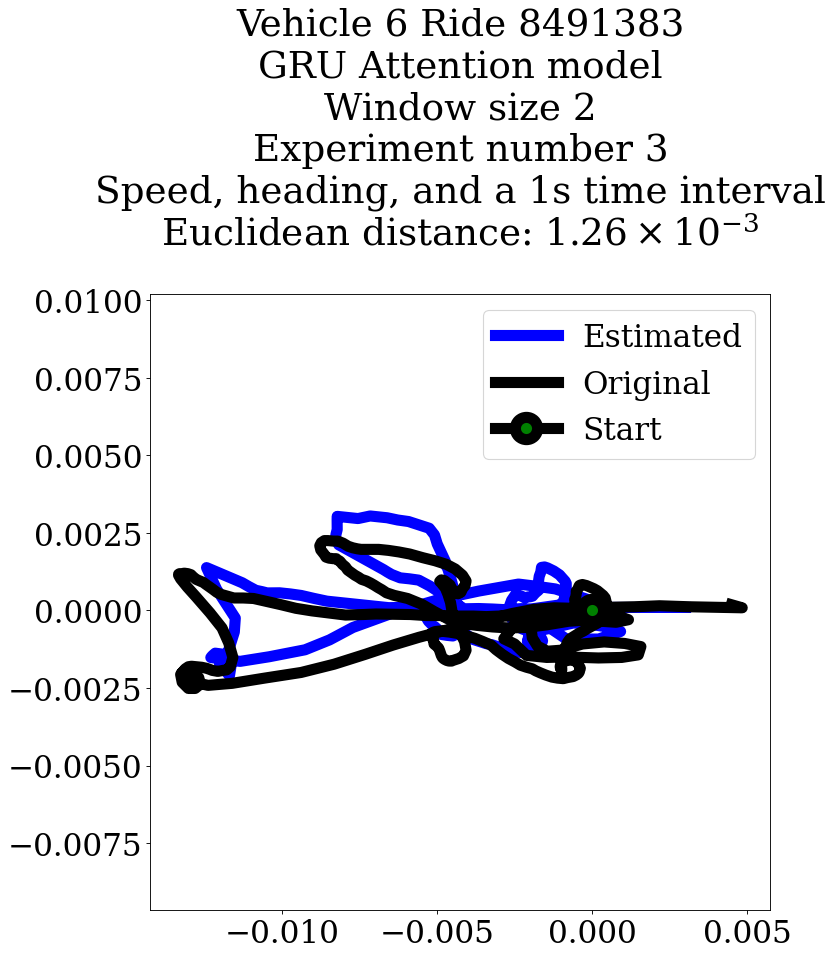 Vehicle 6 Ride 8491383
GRU Attention model
Window size 2
Experiment number 3
Speed, heading, and a 1s time interval
Euclidean distance: 1.26 × 10⁻³
0.0100
0.0075
0.0050
0.0025
0.0000
−0.0025
−0.0050
−0.0075
Estimated
Original
Start
−0.010
−0.005
0.000
0.005